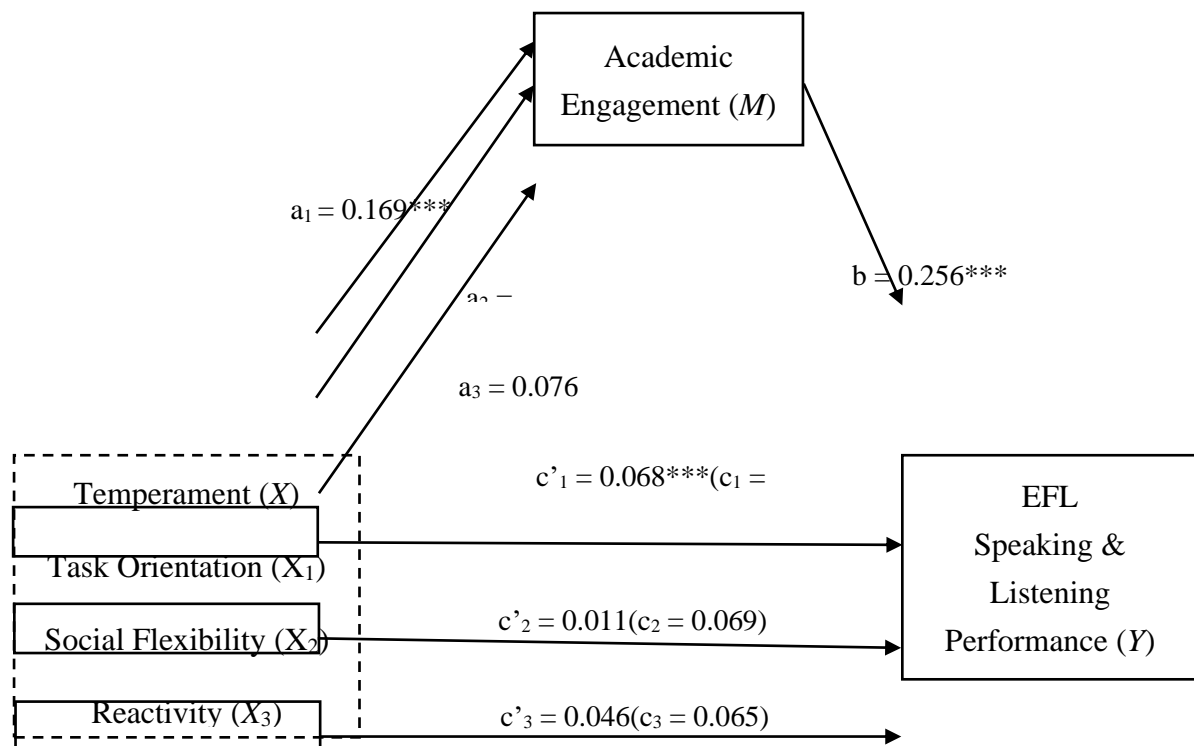 Academic
Engagement (M)
a₁ = 0.169***
b = 0.256***
a₂ =
a₃ = 0.076
c’₁ = 0.068***(c₁ =
Temperament (X)
EFL
Speaking &
Listening
Performance (Y)
Task Orientation (X₁)
c’₂ = 0.011(c₂ = 0.069)
Social Flexibility (X₂)
Reactivity (X₃)
c’₃ = 0.046(c₃ = 0.065)